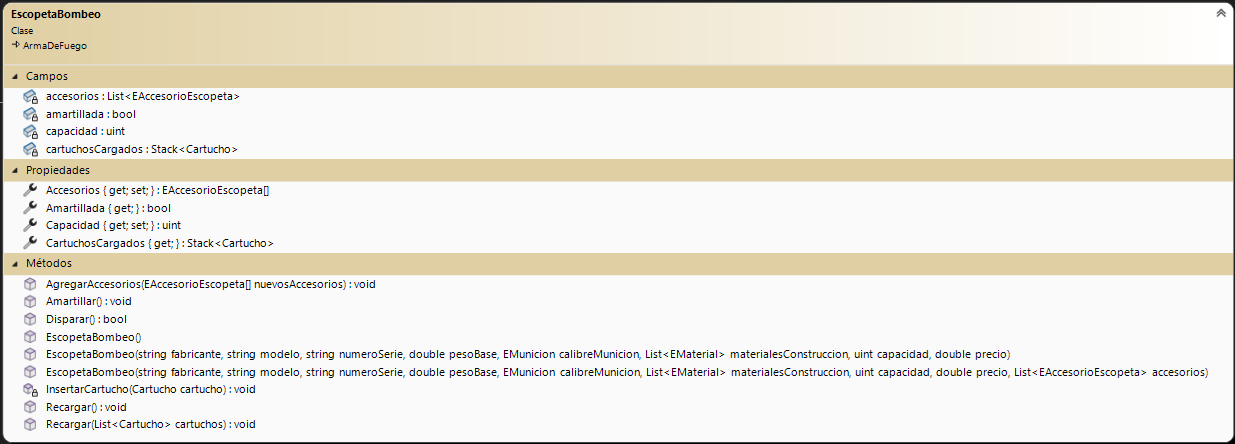 EscopetaBombeo
Clase
ArmaDeFuego
Campos
accesorios : List<EAccesorioEscopeta>
amartillada : bool
capacidad : uint
cartuchosCargados : Stack<Cartucho>
Propiedades
Accesorios { get; set; } : EAccesorioEscopeta[]
Amartillada { get; } : bool
Capacidad { get; set; } : uint
CartuchosCargados { get; } : Stack<Cartucho>
Métodos
AgregarAccesorios(EAccesorioEscopeta[] nuevosAccesorios) : void
Amartillar() : void
Disparar() : bool
EscopetaBombeo()
EscopetaBombeo(string fabricante, string modelo, string numeroSerie, double pesoBase, EMunicion calibreMunicion, List<EMaterial> materialesConstruccion, uint capacidad, double precio)
EscopetaBombeo(string fabricante, string modelo, string numeroSerie, double pesoBase, EMunicion calibreMunicion, List<EMaterial> materialesConstruccion, uint capacidad, double precio, List<EAccesorioEscopeta> accesorios)
InsertarCartucho(Cartucho cartucho) : void
Recargar() : void
Recargar(List<Cartucho> cartuchos) : void